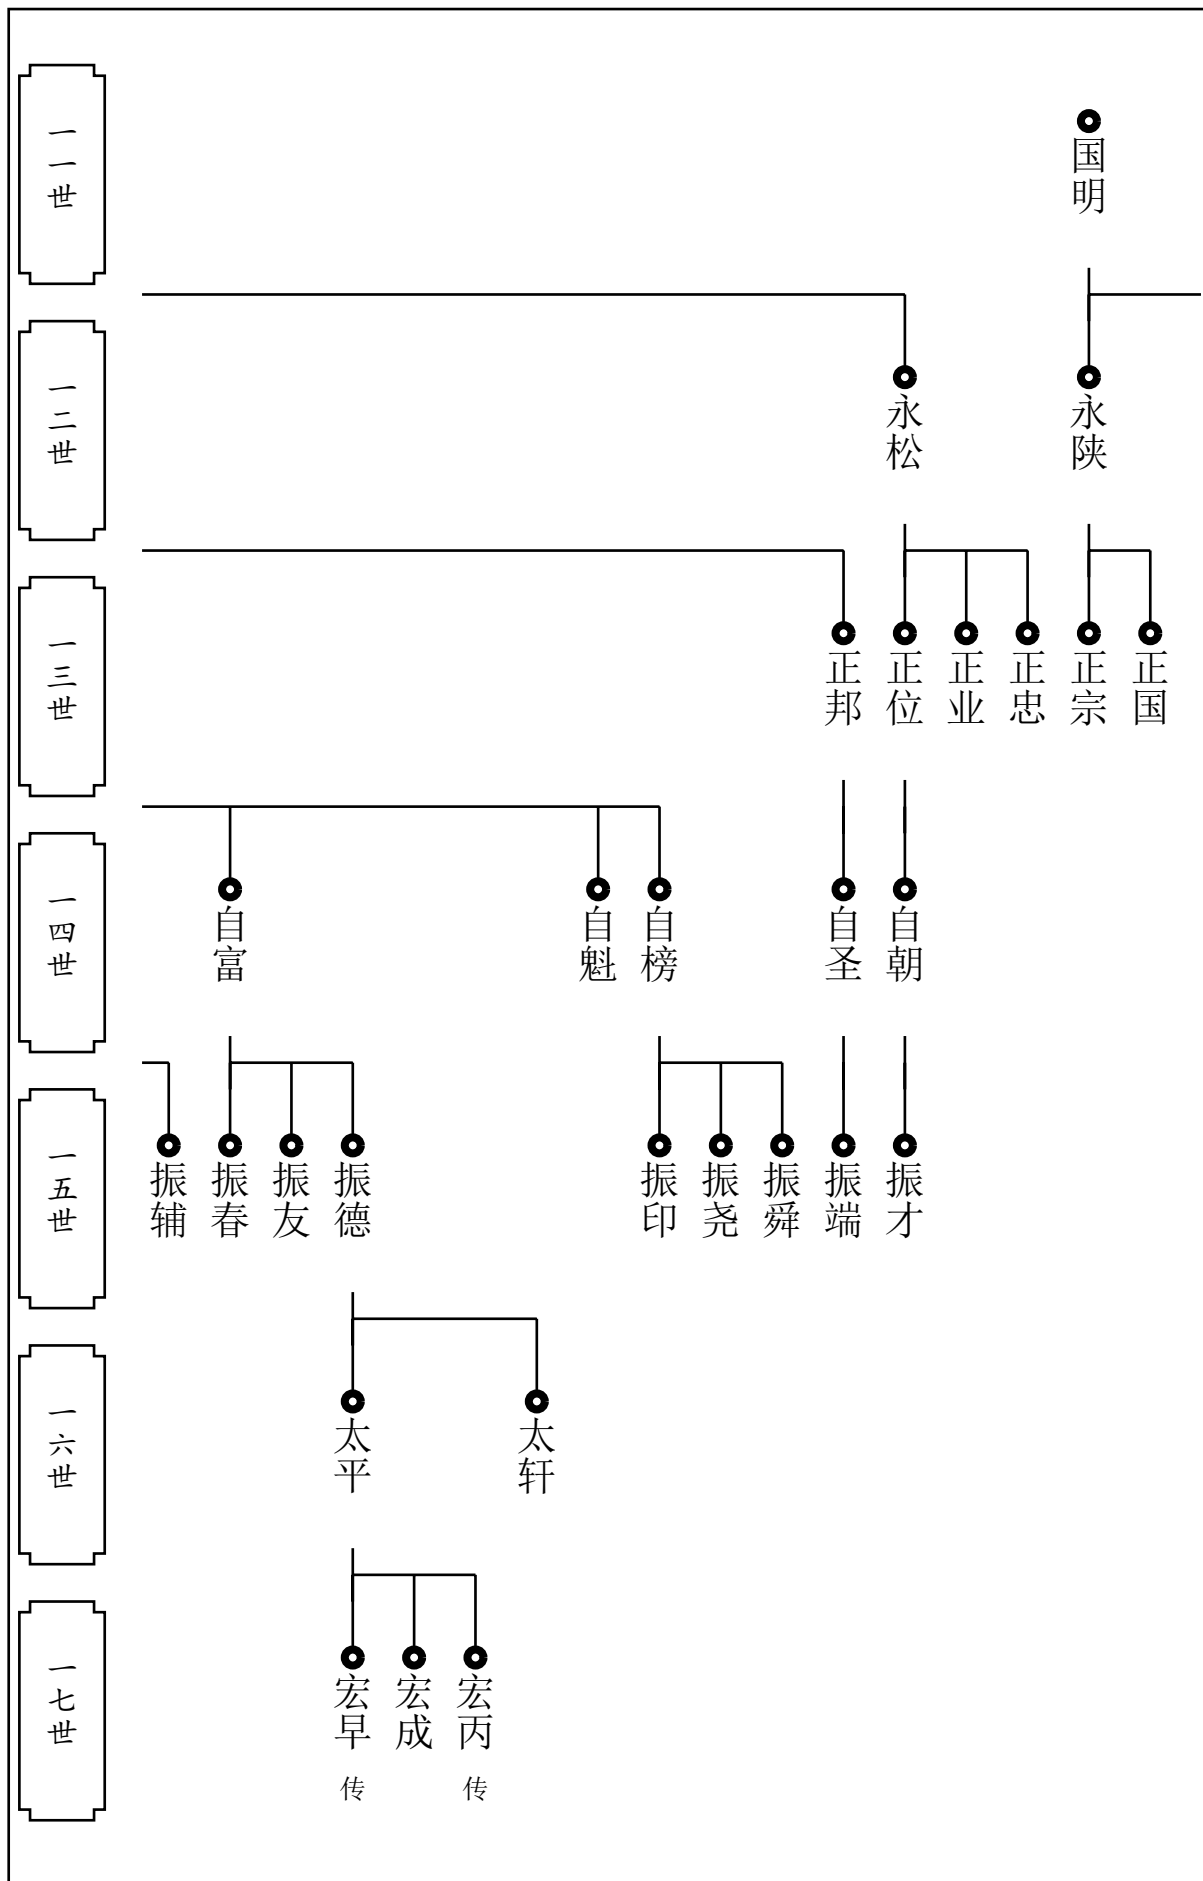 一一世
国明
一二世
永陕
永松
一三世
正国
正宗
正忠
正业
正位
正邦
一四世
自朝
自圣
自榜
自魁
自富
一五世
振才
振端
振舜
振尧
振印
振德
振友
振春
振辅
一六世
太轩
太平
一七世
宏丙
传
宏成
宏早
传